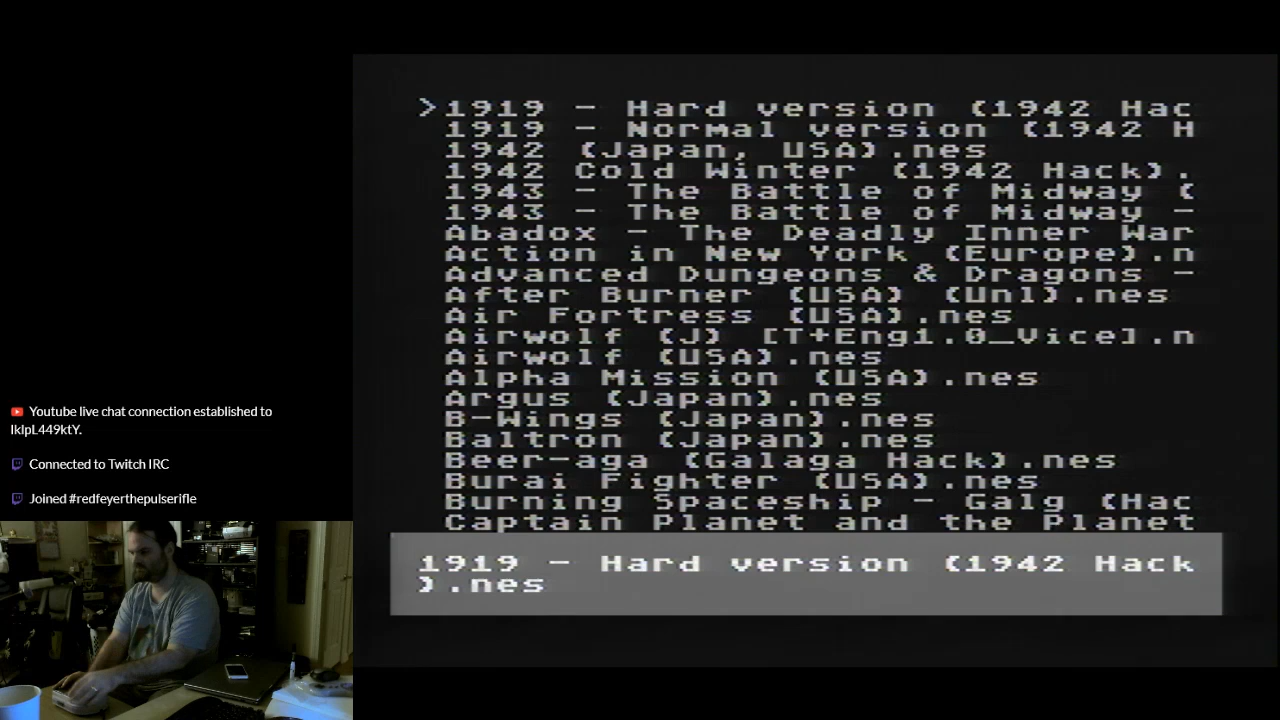 >1919 - Hard version (1942 Hac
1919 - Normal version (1942 H
1942 (Japan, USA).nes
1942 Cold Winter (1942 Hack).
1943 - The Battle of Midway (
1943 - The Battle of Midway -
Abadox - The Deadly Inner War
Action in New York (Europe).n
Advanced Dungeons & Dragons -
After Burner (USA) (Unl).nes
Air Fortress (USA).nes
Airwolf (J) [T+Eng1.0_Vice].n
Airwolf (USA).nes
Alpha Mission (USA).nes
Argus (Japan).nes
B-Wings (Japan).nes
Baltron (Japan).nes
Beer-aga (Galaga Hack).nes
Burai Fighter (USA).nes
Burning Spaceship - Galg (Hac
Captain Planet and the Planet
1919 - Hard version (1942 Hack
).nes
Youtube live chat connection established to
lkIpL449ktY.
Connected to Twitch IRC
Joined #redfeyerthepulserifle